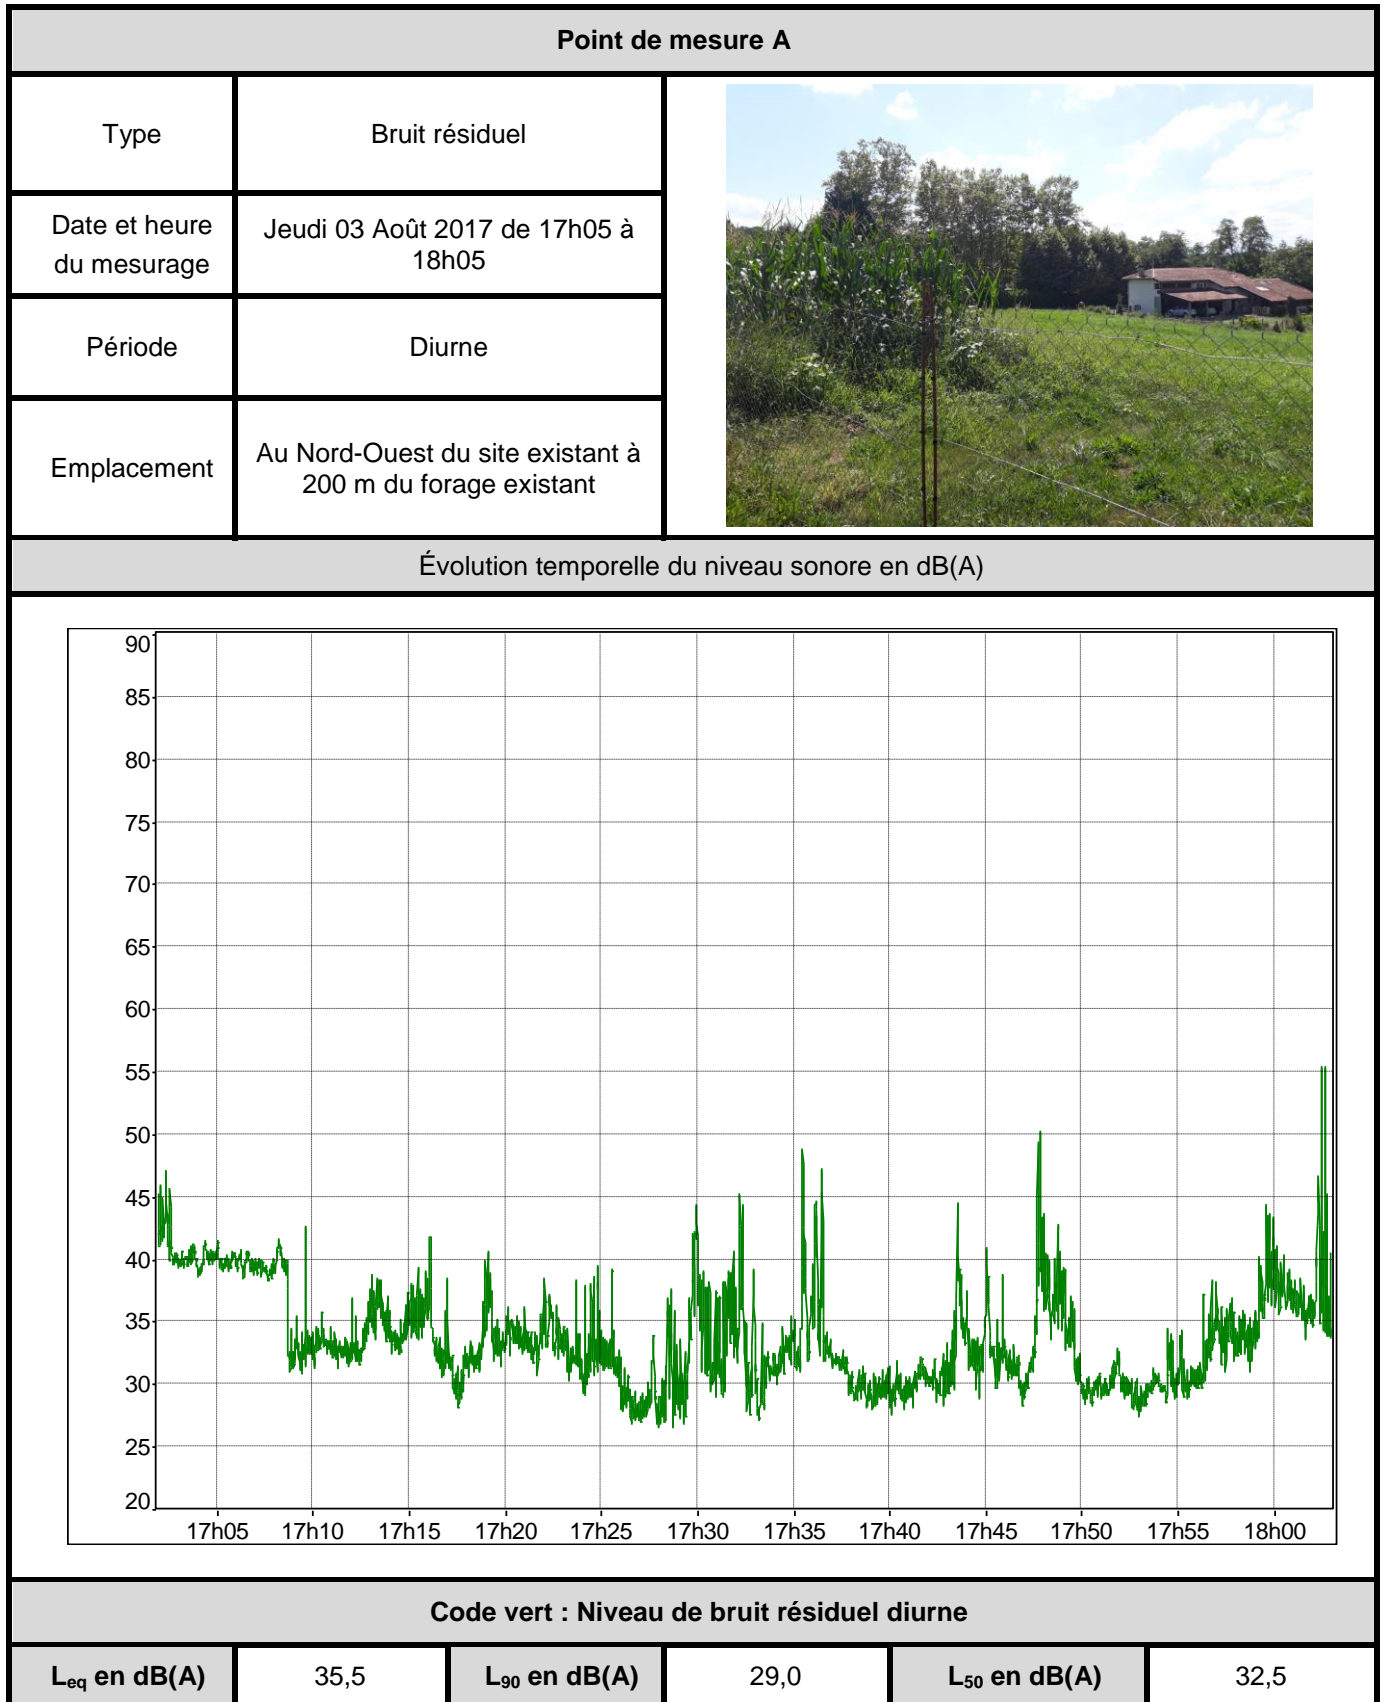 Point de mesure A
Type
Bruit résiduel
Date et heure
du mesurage
Jeudi 03 Août 2017 de 17h05 à
18h05
Période
Diurne
Emplacement
Au Nord-Ouest du site existant à
200 m du forage existant
Évolution temporelle du niveau sonore en dB(A)
90
85
80
75
70
65
60
55
50
45
40
35
30
25
20
17h05 17h10 17h15 17h20 17h25 17h30 17h35 17h40 17h45 17h50 17h55 18h00
Code vert : Niveau de bruit résiduel diurne
Leq en dB(A) 35,5 L90 en dB(A) 29,0 L50 en dB(A) 32,5